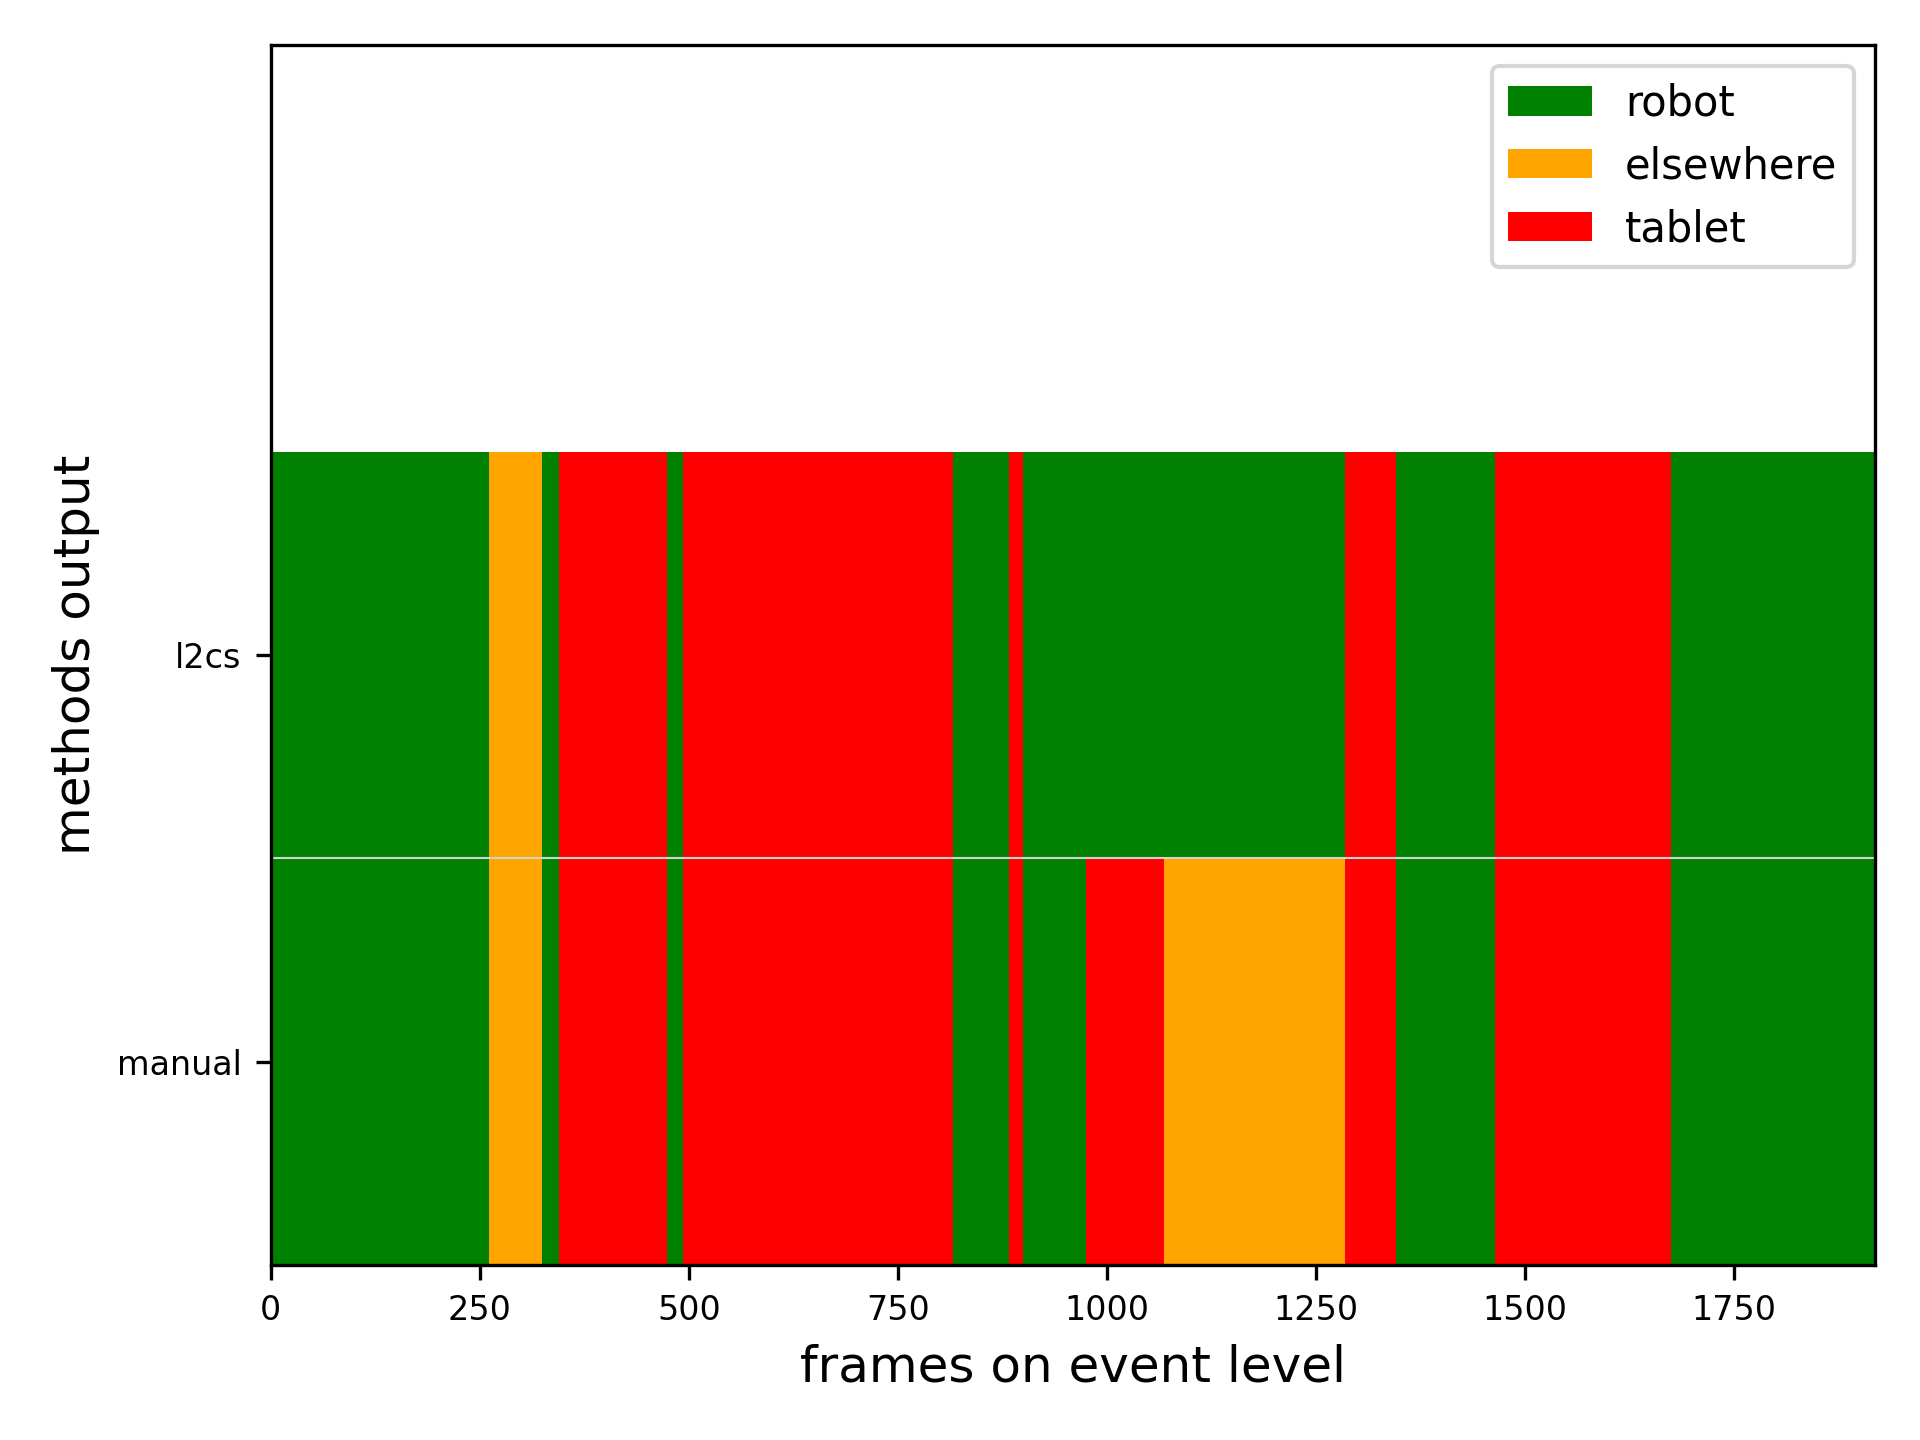 robot
elsewhere
tablet
methods output
l2cs
manual
0 250 500 750 1000 1250 1500 1750
frames on event level